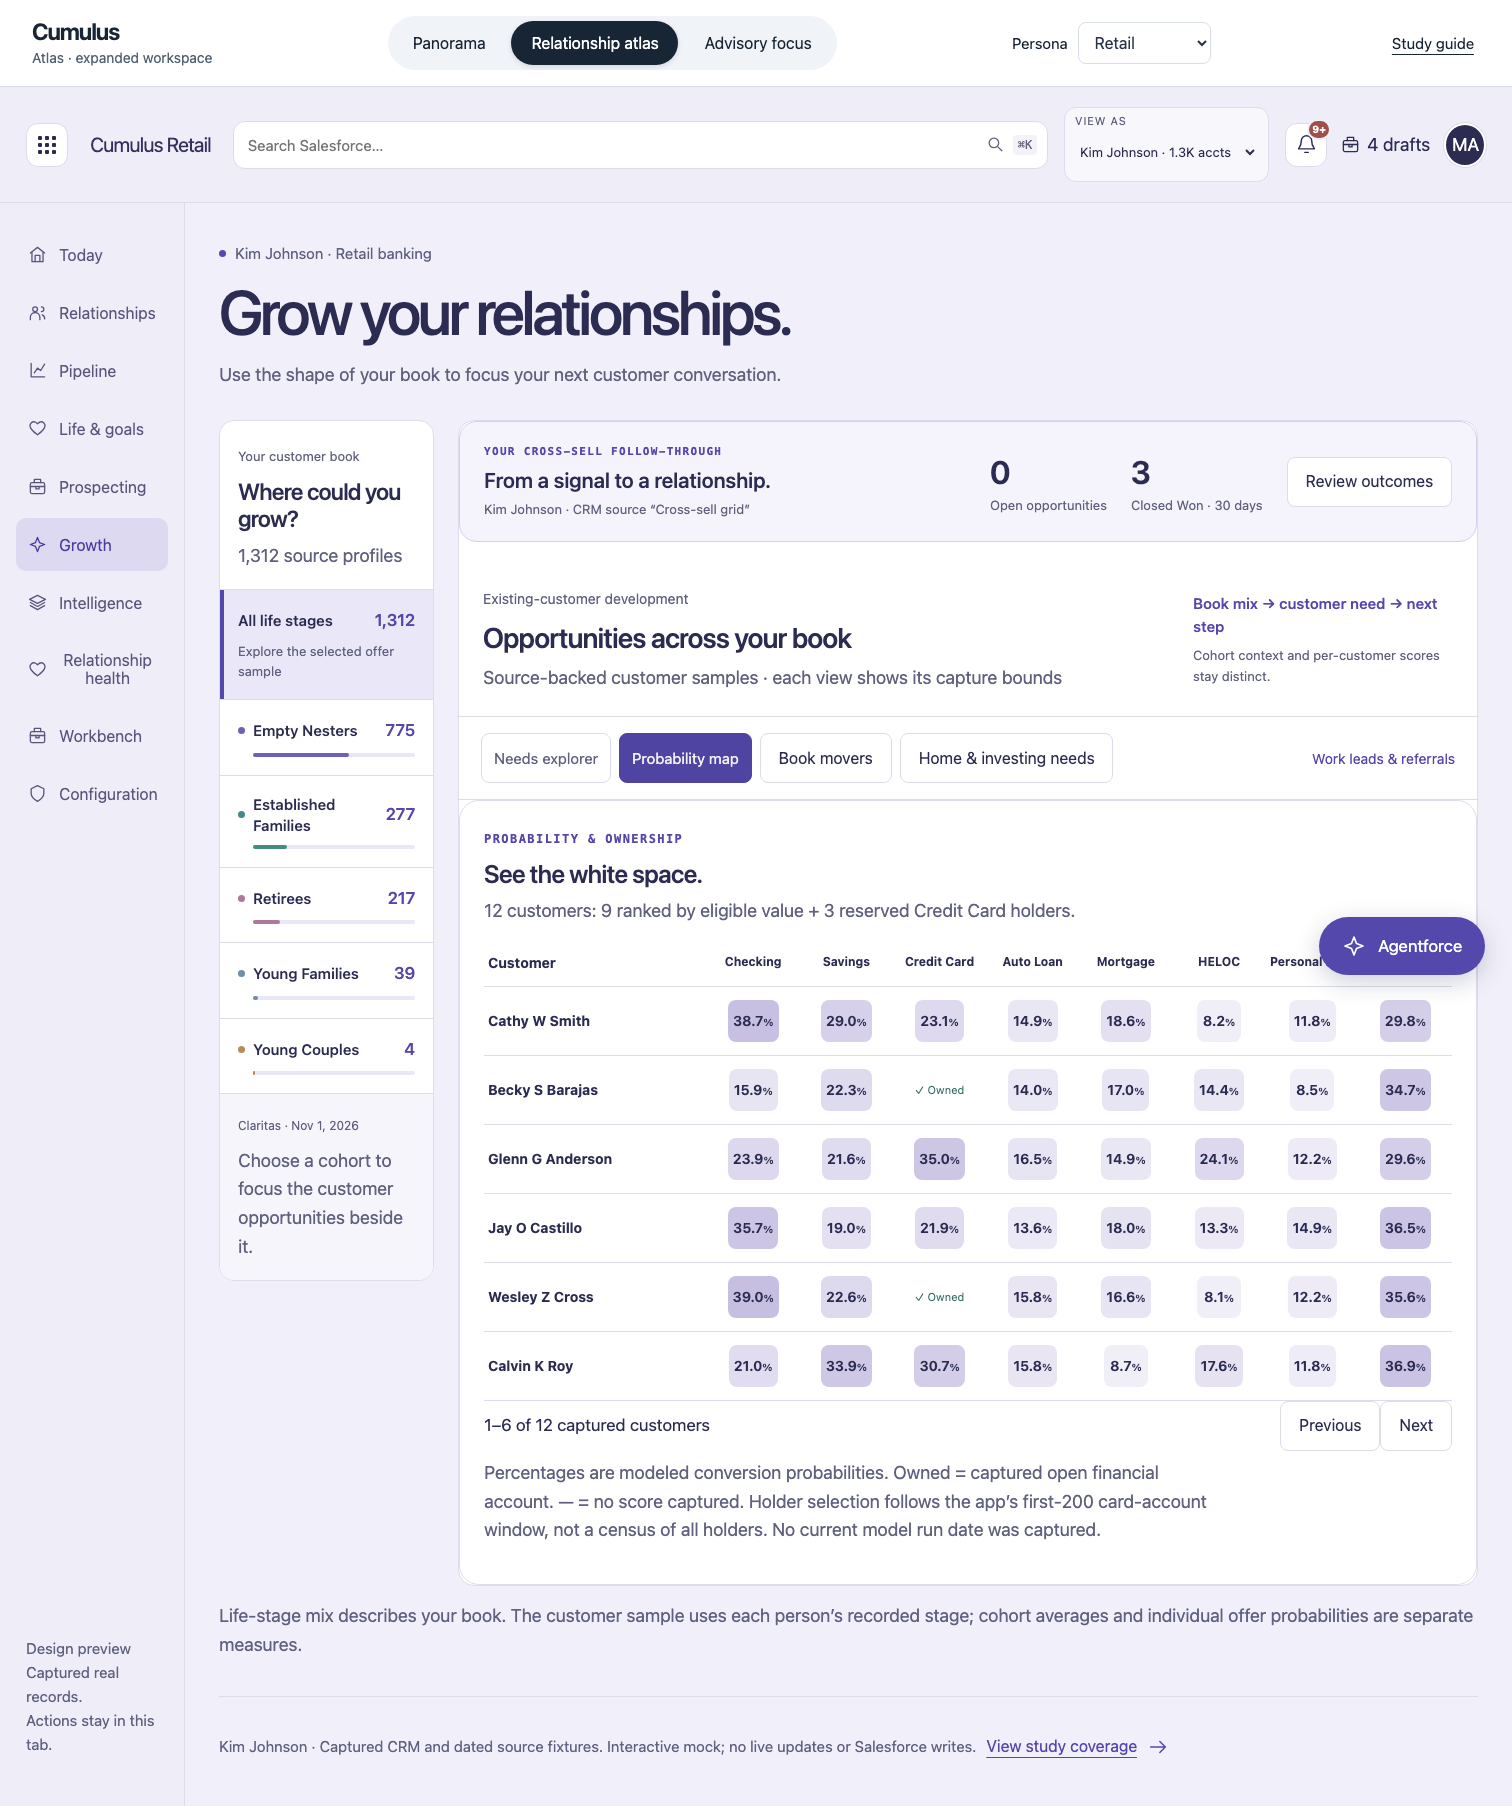 Cumulus
Atlas · expanded workspace
Panorama
Relationship atlas
Advisory focus
Persona
Retail
Study guide
Cumulus Retail
Search Salesforce...
⌘K
VIEW AS
Kim Johnson · 1.3K accts
9+
4 drafts
MA
Today
Relationships
Pipeline
Life & goals
Prospecting
Growth
Intelligence
Relationship
health
Workbench
Configuration
Design preview
Captured real
records.
Actions stay in this
tab.
Kim Johnson · Retail banking
Grow your relationships.
Use the shape of your book to focus your next customer conversation.
Your customer book
Where could you
grow?
1,312 source profiles
All life stages 1,312
Explore the selected offer
sample
Empty Nesters 775
Established
Families 277
Retirees 217
Young Families 39
Young Couples 4
Claritas · Nov 1, 2026
Choose a cohort to
focus the customer
opportunities beside
it.
YOUR CROSS–SELL FOLLOW–THROUGH
From a signal to a relationship.
Kim Johnson · CRM source “Cross-sell grid”
0
Open opportunities
3
Closed Won · 30 days
Review outcomes
Existing-customer development
Opportunities across your book
Source-backed customer samples · each view shows its capture bounds
Book mix → customer need → next
step
Cohort context and per-customer scores
stay distinct.
Needs explorer
Probability map
Book movers
Home & investing needs
Work leads & referrals
PROBABILITY & OWNERSHIP
See the white space.
12 customers: 9 ranked by eligible value + 3 reserved Credit Card holders.
Customer Checking Savings Credit Card Auto Loan Mortgage HELOC Personal
Agentforce
Cathy W Smith 38.7% 29.0% 23.1% 14.9% 18.6% 8.2% 11.8% 29.8%
Becky S Barajas 15.9% 22.3% ✓ Owned 14.0% 17.0% 14.4% 8.5% 34.7%
Glenn G Anderson 23.9% 21.6% 35.0% 16.5% 14.9% 24.1% 12.2% 29.6%
Jay O Castillo 35.7% 19.0% 21.9% 13.6% 18.0% 13.3% 14.9% 36.5%
Wesley Z Cross 39.0% 22.6% ✓ Owned 15.8% 16.6% 8.1% 12.2% 35.6%
Calvin K Roy 21.0% 33.9% 30.7% 15.8% 8.7% 17.6% 11.8% 36.9%
1–6 of 12 captured customers
Previous
Next
Percentages are modeled conversion probabilities. Owned = captured open financial
account. — = no score captured. Holder selection follows the app’s first-200 card-account
window, not a census of all holders. No current model run date was captured.
Life-stage mix describes your book. The customer sample uses each person’s recorded stage; cohort averages and individual offer probabilities are separate
measures.
Kim Johnson · Captured CRM and dated source fixtures. Interactive mock; no live updates or Salesforce writes. View study coverage →